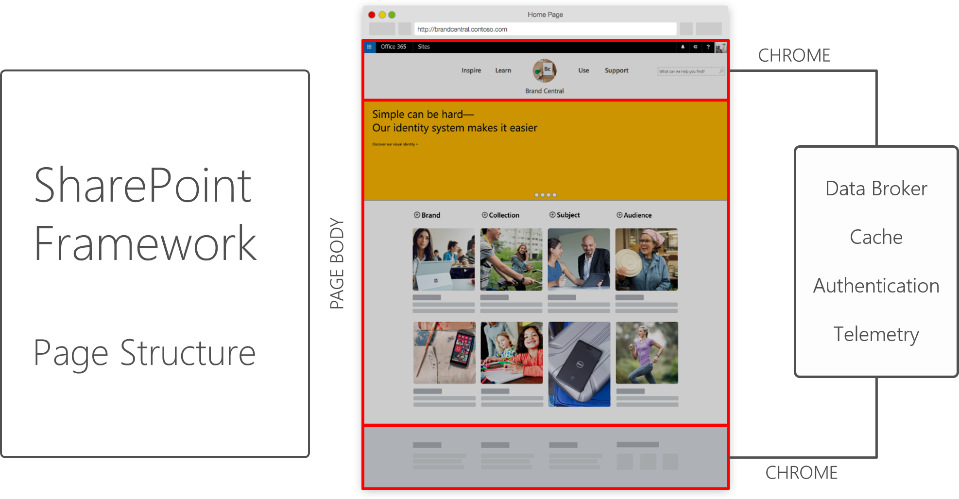 SharePoint
Framework
Page Structure
PAGE BODY
Home Page
http://brandcentral.contoso.com
Office 365
Sites
Inspire
Learn
Bc
Use
Support
What can we help you find?
Brand Central
Simple can be hard—
Our identity system makes it easier
Discover our visual identity >
Brand
Collection
Subject
Audience
CHROME
Data Broker
Cache
Authentication
Telemetry
CHROME